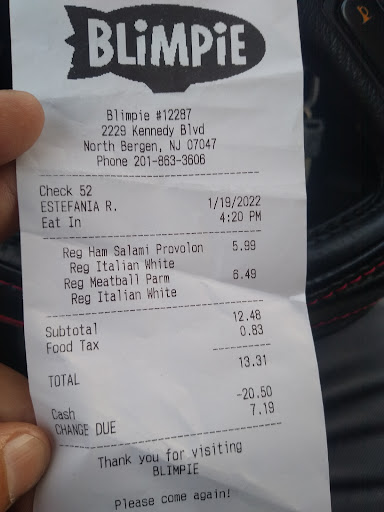 BLiMPiE
Blimpie #12287
2229 Kennedy Blvd
North Bergen, NJ 07047
Phone 201-863-3606
Check 52
ESTEFANIA R. 1/19/2022
Eat In 4:20 PM
Reg Ham Salami Provolon 5.99
Reg Italian White
Reg Meatball Parm 6.49
Reg Italian White
Subtotal 12.48
Food Tax 0.83
TOTAL 13.31
Cash -20.50
CHANGE DUE 7.19
Thank you for visiting
BLIMPIE
Please come again!